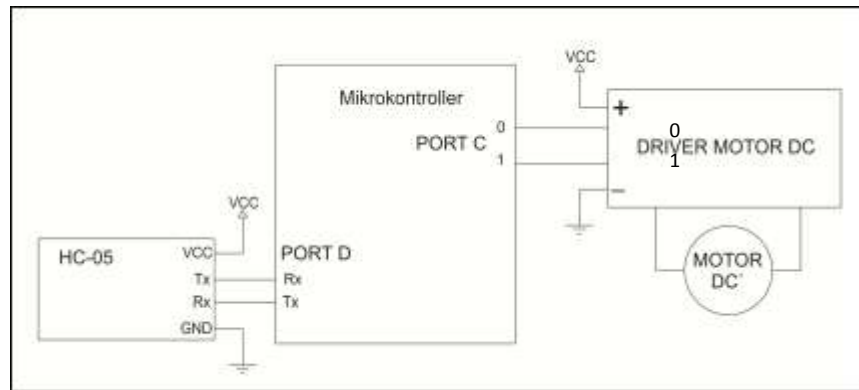 VCC
Mikrokontroller
+
0
0
PORT C
DRIVER MOTOR DC
1
1
−
VCC
HC-05
VCC
PORT D
MOTOR
DC'
Tx
Rx
Rx
Tx
GND